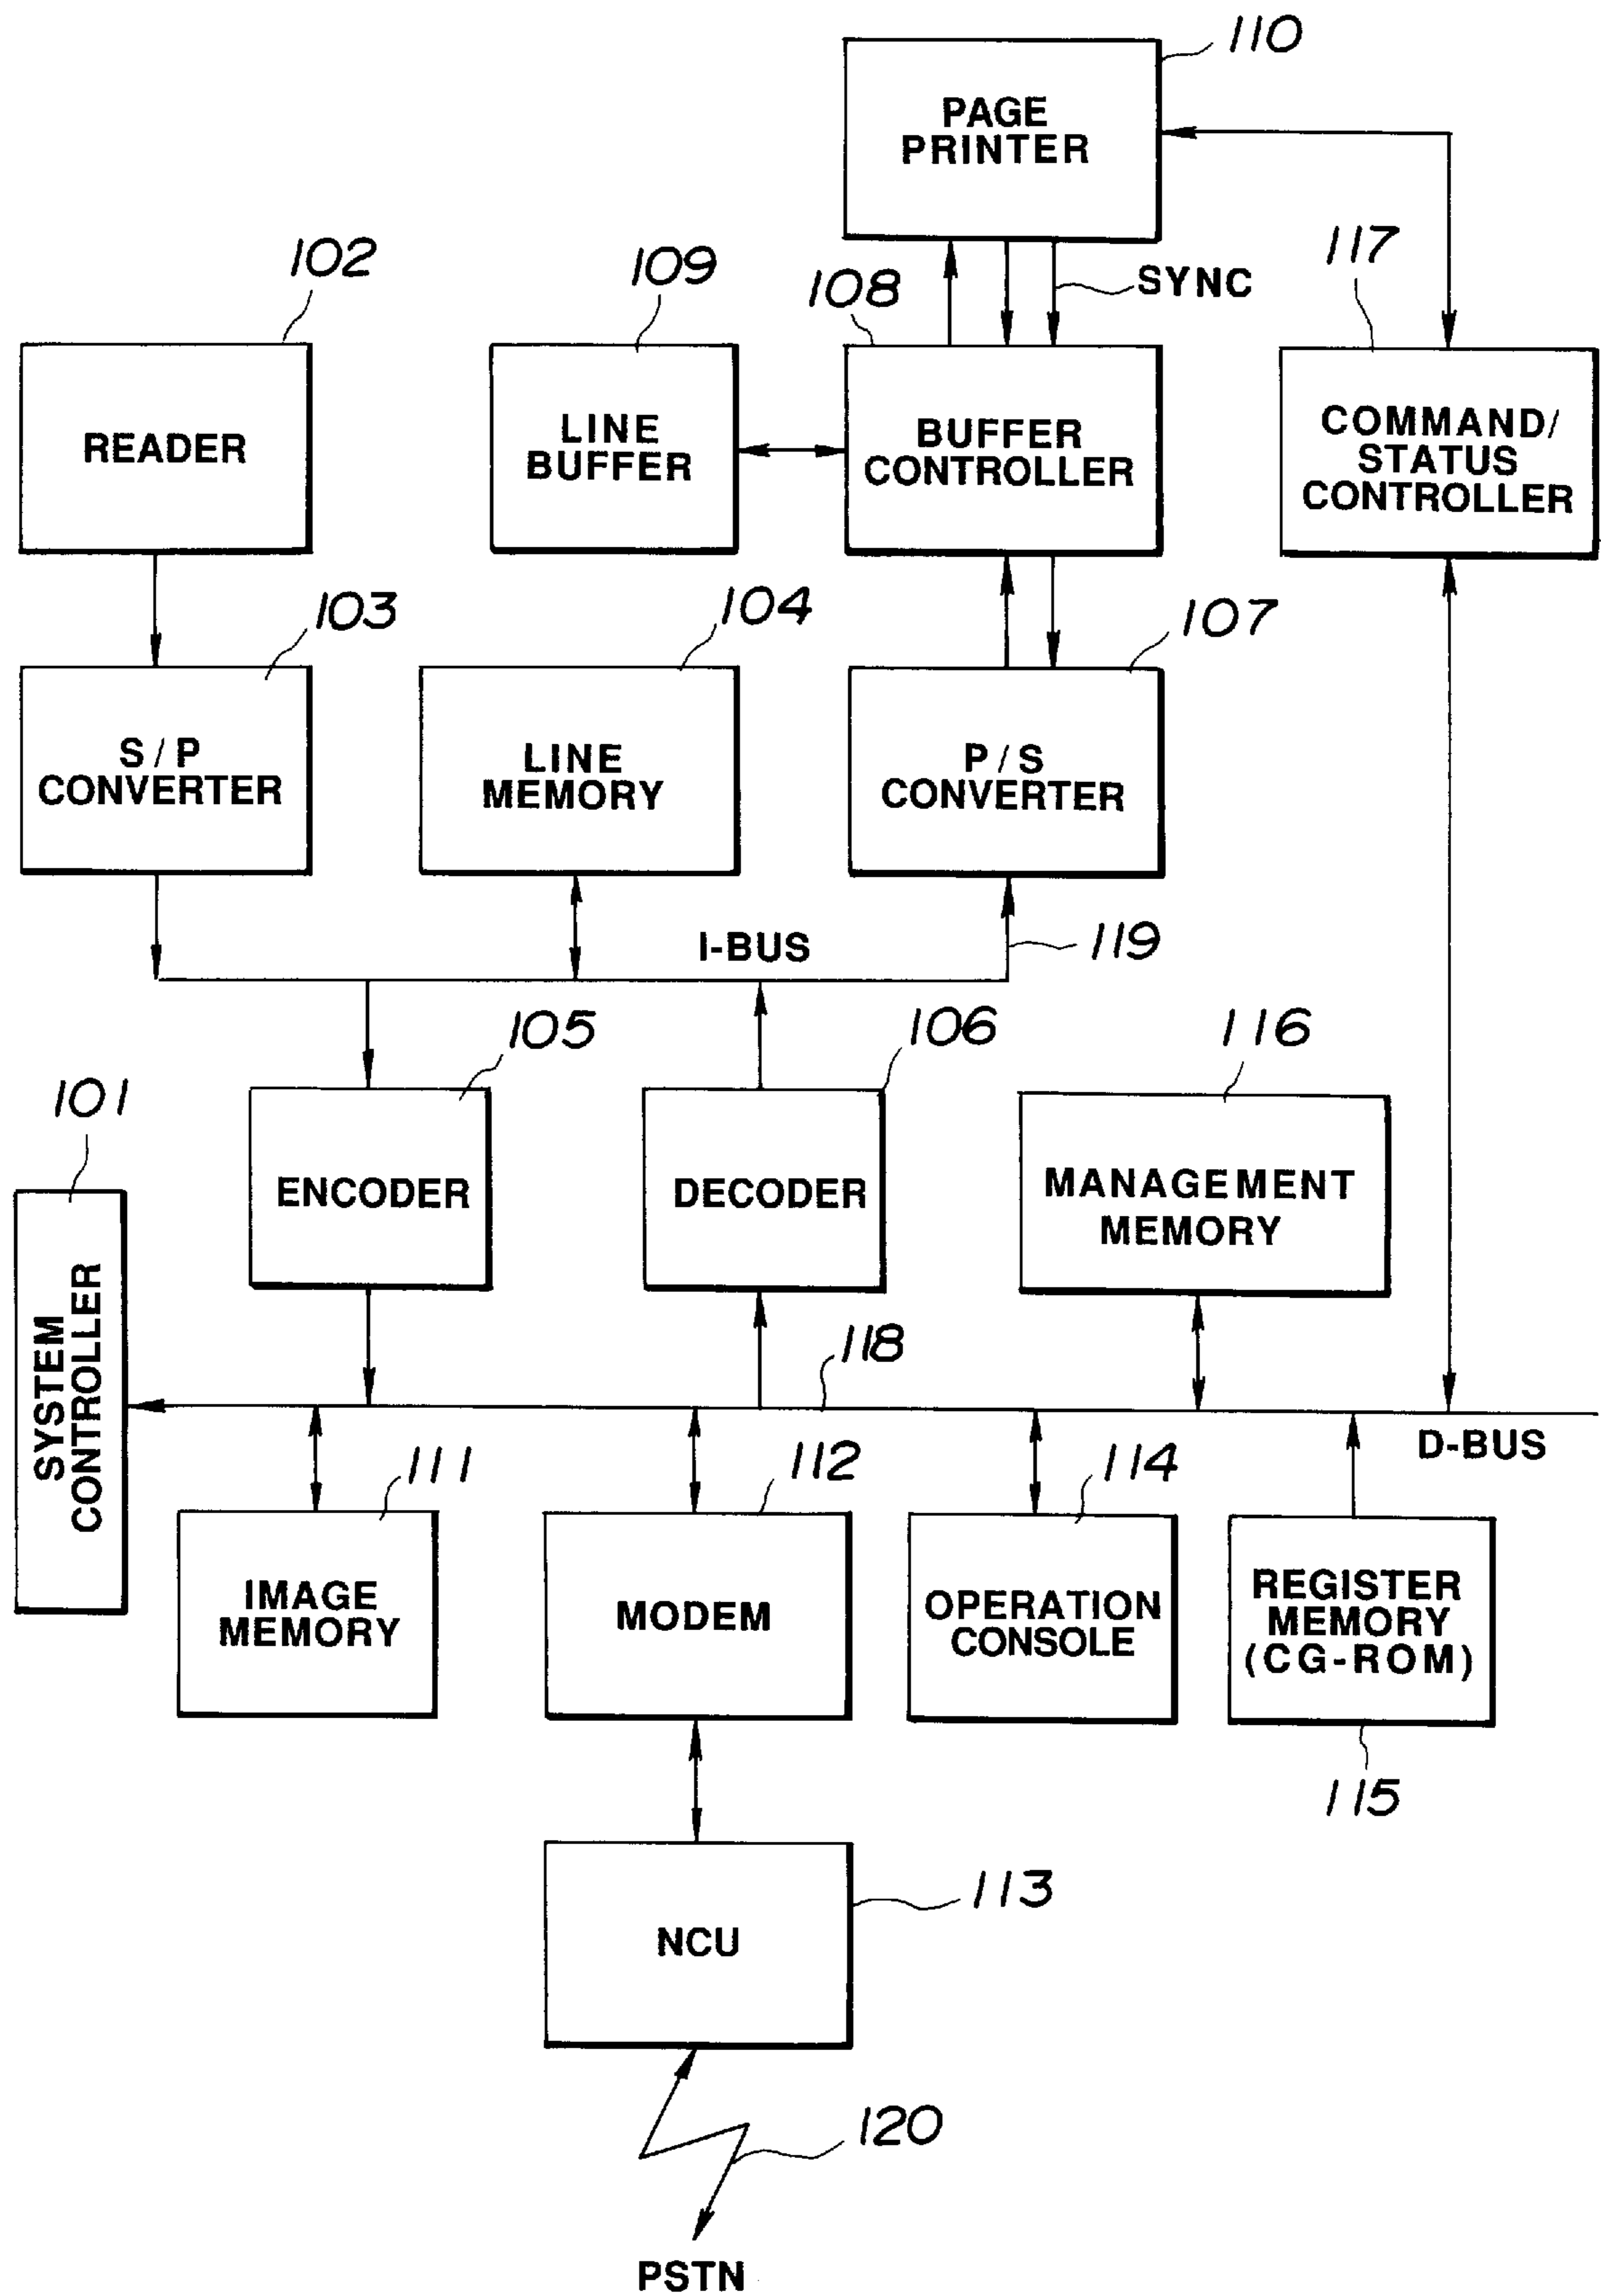 110
PAGE
PRINTER
102
109
108
SYNC
117
READER
LINE
BUFFER
BUFFER
CONTROLLER
COMMAND/
STATUS
CONTROLLER
103
104
107
S/P
CONVERTER
LINE
MEMORY
P/S
CONVERTER
I-BUS
119
105
106
116
101
ENCODER
DECODER
MANAGEMENT
MEMORY
SYSTEM
CONTROLLER
118
D-BUS
111
112
114
IMAGE
MEMORY
MODEM
OPERATION
CONSOLE
REGISTER
MEMORY
(CG-ROM)
115
NCU
113
120
PSTN